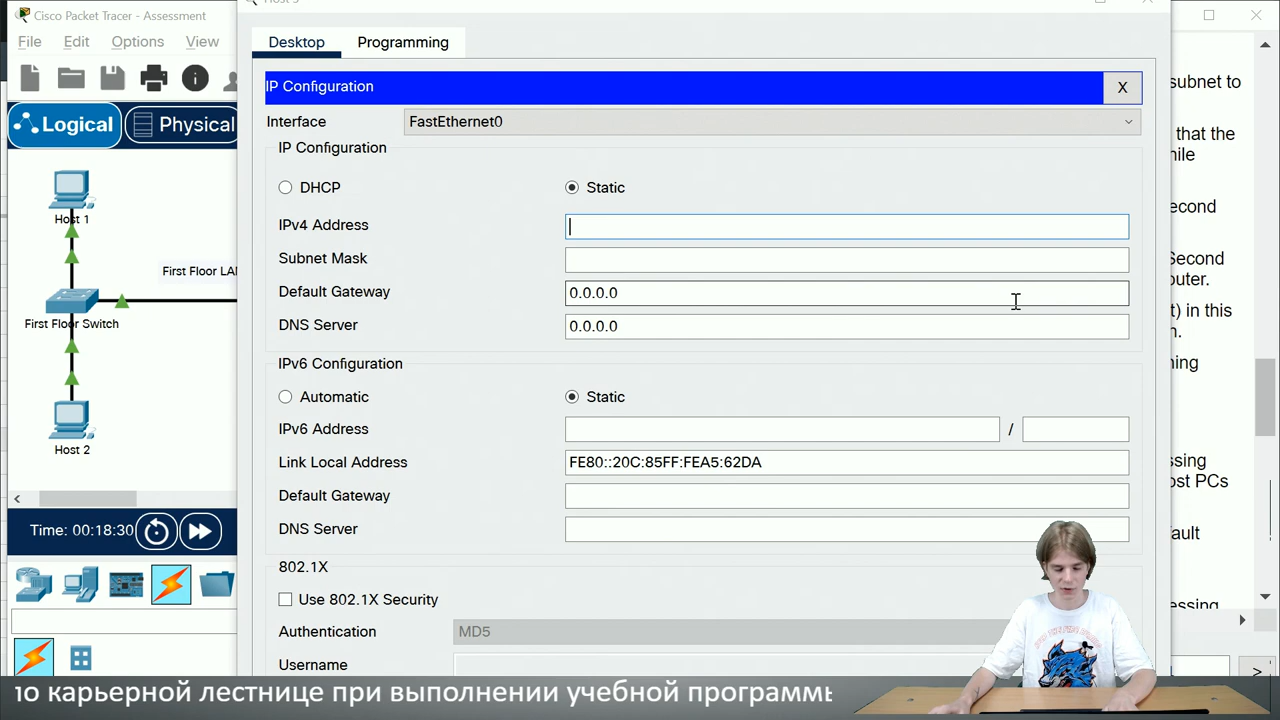 Cisco Packet Tracer - Assessment
File Edit Options View
Logical
Physical
Host 1
First Floor LA
First Floor Switch
Host 2
Time: 00:18:30
Desktop
Programming
IP Configuration
X
Interface
FastEthernet0
IP Configuration
DHCP
Static
IPv4 Address
Subnet Mask
Default Gateway
0.0.0.0
DNS Server
0.0.0.0
IPv6 Configuration
Automatic
Static
IPv6 Address
/
Link Local Address
FE80::20C:85FF:FEA5:62DA
Default Gateway
DNS Server
802.1X
Use 802.1X Security
Authentication
MD5
Username
subnet to
that the
hile
econd
Second
outer.
t) in this
n.
ning
ssing
ost PCs
ault
essing
>
ю карьерной лестнице при выполнении учебной программы